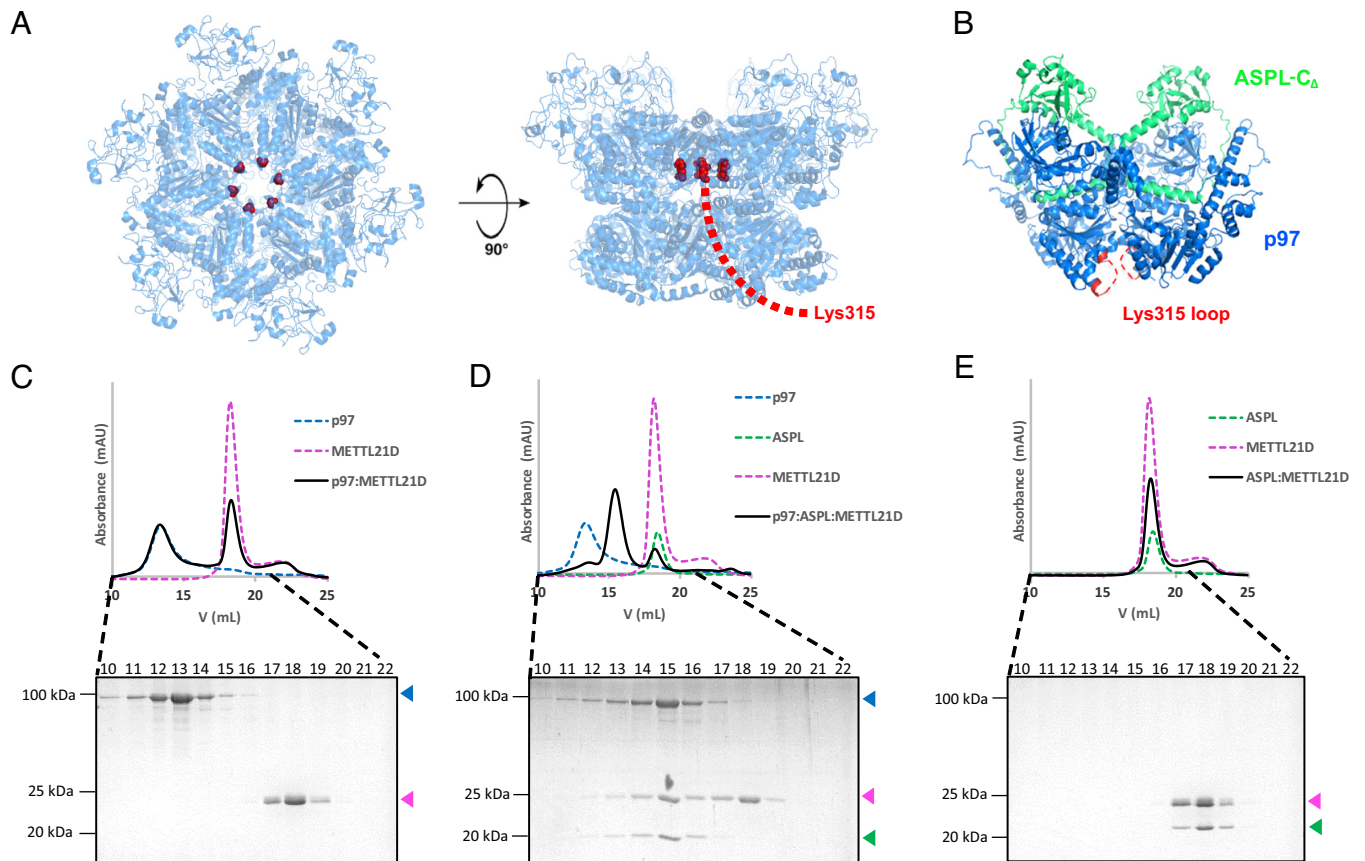 A
90°
Lys315
B
ASPL-CΔ
p97
Lys315 loop
C
Absorbance (mAU)
p97
METTL21D
p97:METTL21D
10 15 20 25
V (mL)
10 11 12 13 14 15 16 17 18 19 20 21 22
100 kDa
25 kDa
20 kDa
D
Absorbance (mAU)
p97
ASPL
METTL21D
p97:ASPL:METTL21D
10 15 20 25
V (mL)
10 11 12 13 14 15 16 17 18 19 20 21 22
100 kDa
25 kDa
20 kDa
E
Absorbance (mAU)
ASPL
METTL21D
ASPL:METTL21D
10 15 20 25
V (mL)
10 11 12 13 14 15 16 17 18 19 20 21 22
100 kDa
25 kDa
20 kDa